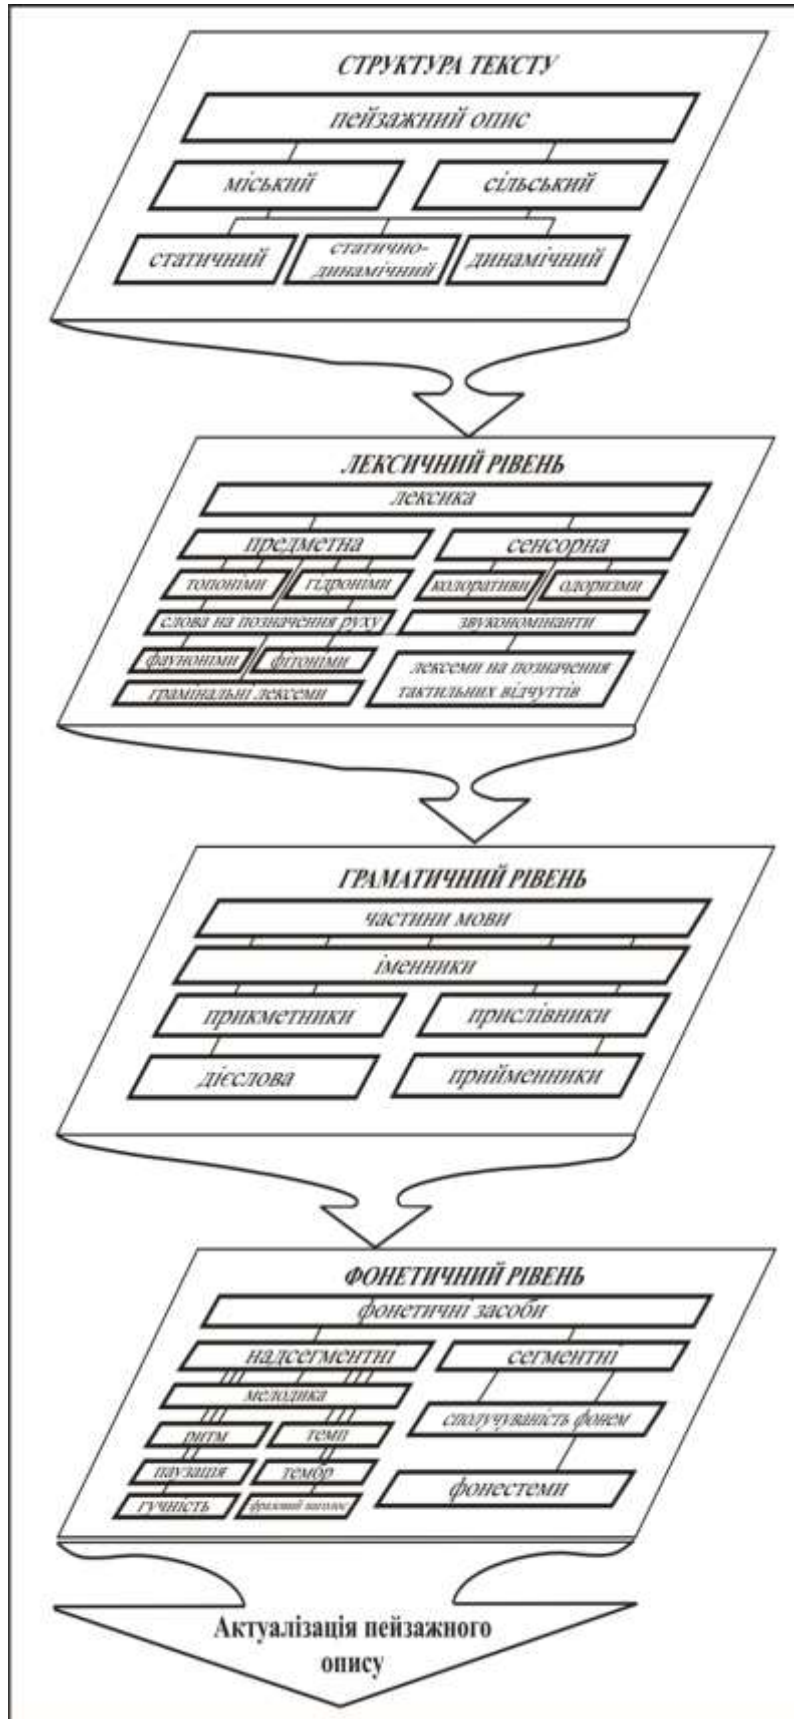 СТРУКТУРА ТЕКСТУ
пейзажний опис
міський
сільський
статичний
статично-
динамічний
динамічний
ЛЕКСИЧНИЙ РІВЕНЬ
лексика
предметна
сенсорна
топоніми
гідроніми
колоративи
одоризми
слова на позначення руху
звукономінанти
фауноніми
фітоніми
лексеми на позначення
тактильних відчуттів
грамінальні лексеми
ГРАМАТИЧНИЙ РІВЕНЬ
частини мови
іменники
прикметники
прислівники
дієслова
прийменники
ФОНЕТИЧНИЙ РІВЕНЬ
фонетичні засоби
надсегментні
сегментні
мелодика
ритм
темп
сполучуваність фонем
паузація
тембр
фонестеми
гучність
фразовий наголос
Актуалізація пейзажного
опису